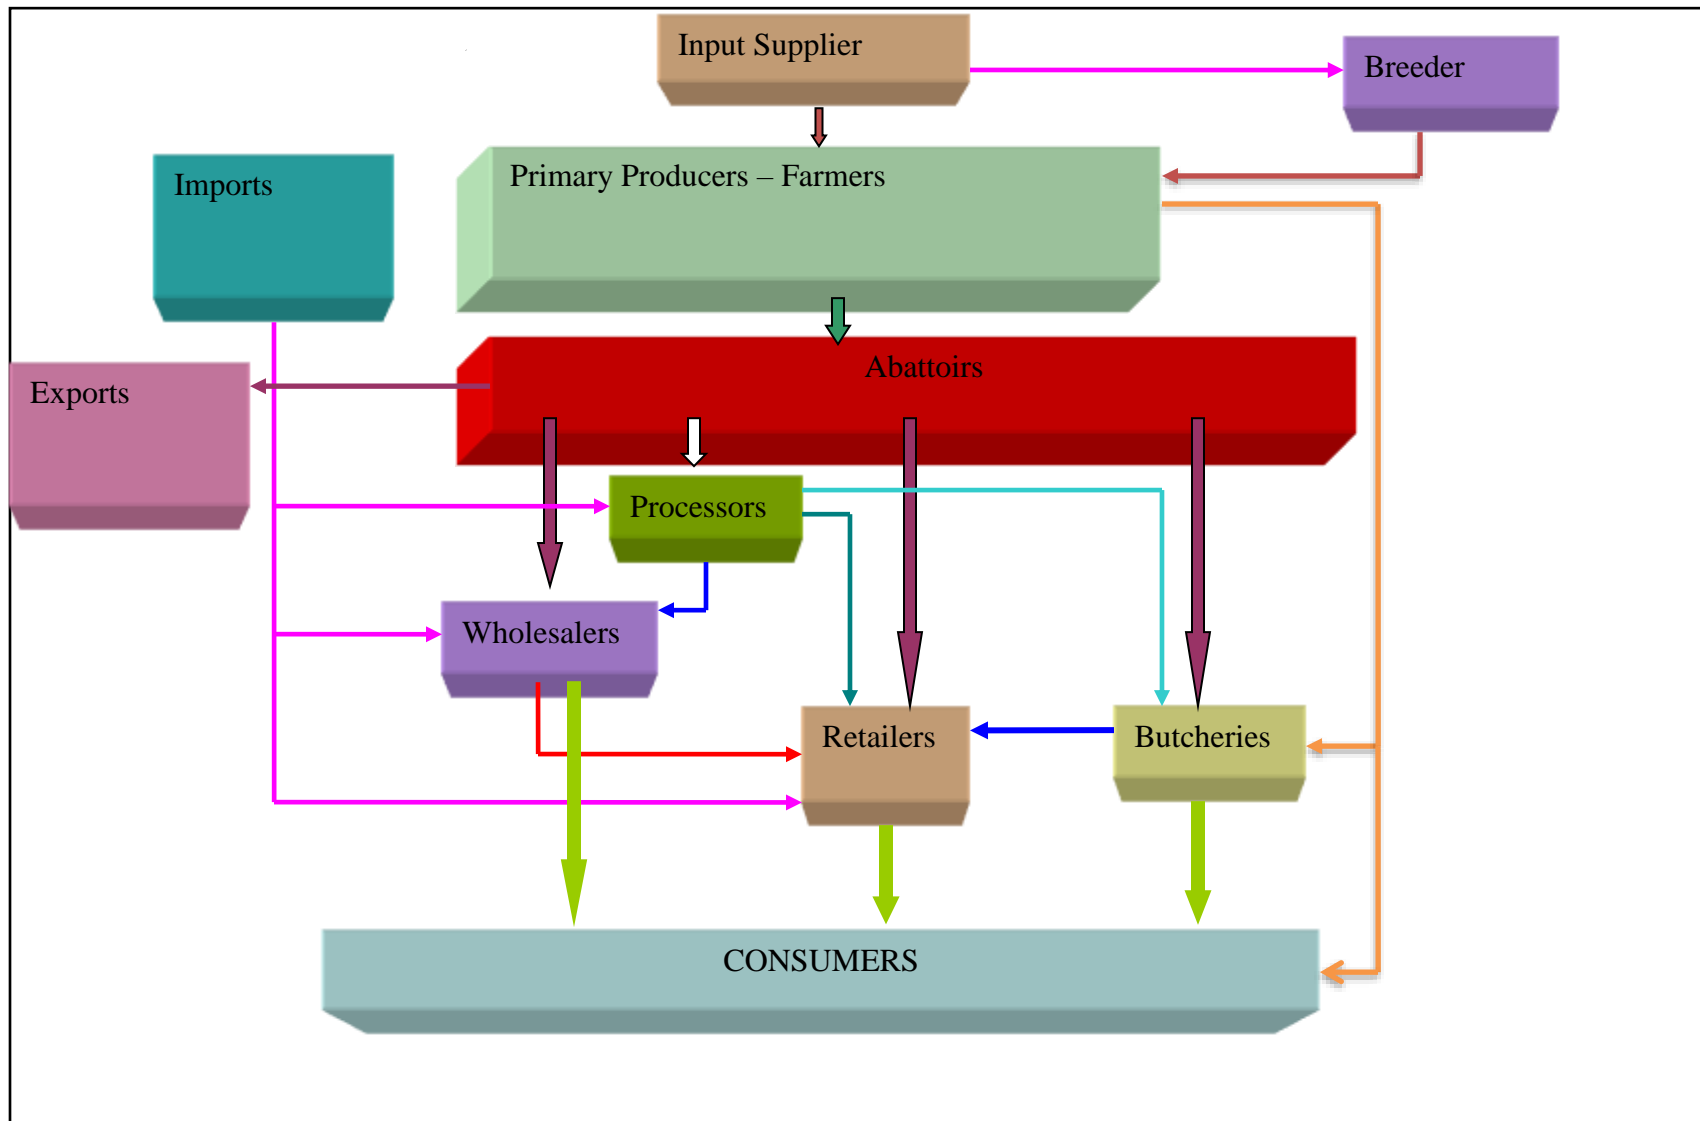 Input Supplier
Breeder
Primary Producers – Farmers
Imports
Abattoirs
Exports
Processors
Wholesalers
Retailers
Butcheries
CONSUMERS